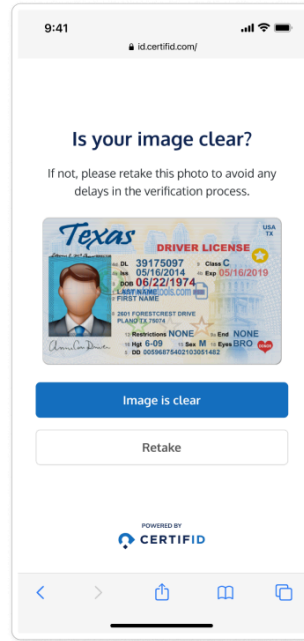 9:41
id.certifid.com/
Is your image clear?
If not, please retake this photo to avoid any
delays in the verification process.
Texas
USA
TX
DRIVER LICENSE
DL 39175097 Class C
Iss 05/16/2014 Exp 05/16/2019
DOB 06/22/1974
LAST NAME
FIRST NAME
2601 FORESTCREST DRIVE
PLANO TX 75074
Restrictions NONE End NONE
Hgt 6-09 Sex M Eyes BRO
DD 00596875402103051482
Image is clear
Retake
POWERED BY
CERTIFID